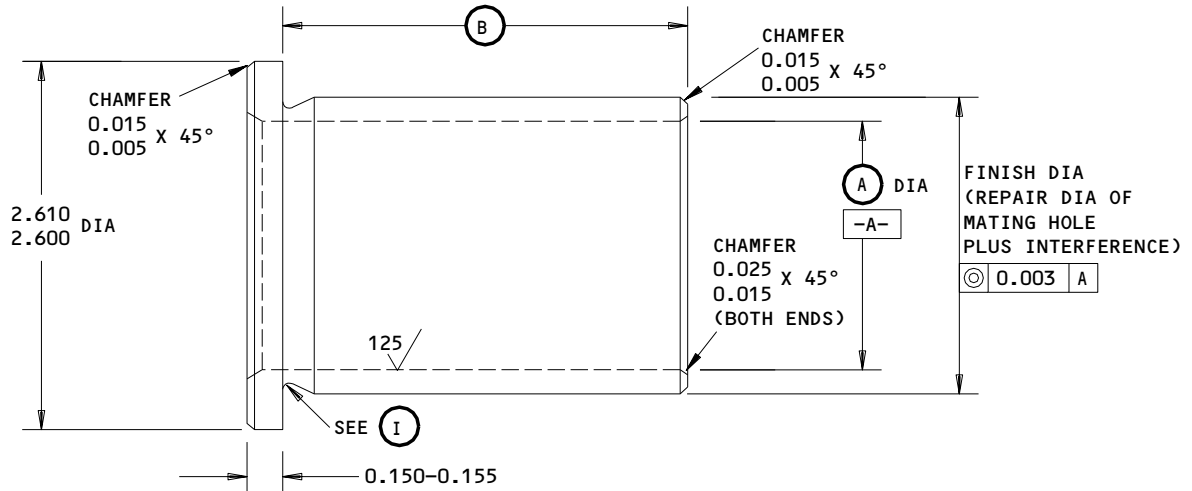 B
CHAMFER
0.015
0.005 X 45°
CHAMFER
0.015
0.005 X 45°
2.610
2.600 DIA
A DIA
-A-
FINISH DIA
(REPAIR DIA OF
MATING HOLE
PLUS INTERFERENCE)
◎ 0.003 A
CHAMFER
0.025
0.015 X 45°
(BOTH ENDS)
125
SEE I
0.150-0.155